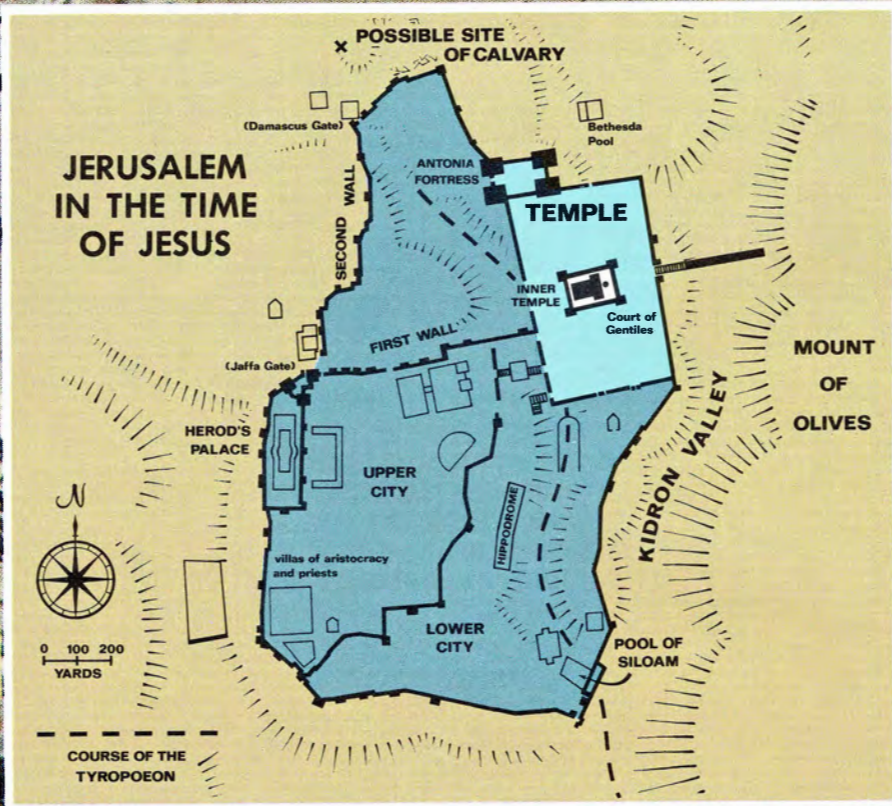 POSSIBLE SITE
OF CALVARY
(Damascus Gate)
Bethesda
Pool
JERUSALEM
IN THE TIME
OF JESUS
ANTONIA
FORTRESS
SECOND WALL
TEMPLE
INNER
TEMPLE
Court of
Gentiles
FIRST WALL
(Jaffa Gate)
MOUNT
OF
OLIVES
HEROD'S
PALACE
UPPER
CITY
KIDRON VALLEY
HIPPODROME
N
villas of aristocracy
and priests
LOWER
CITY
POOL OF
SILOAM
0 100 200
YARDS
COURSE OF THE
TYROPOEON